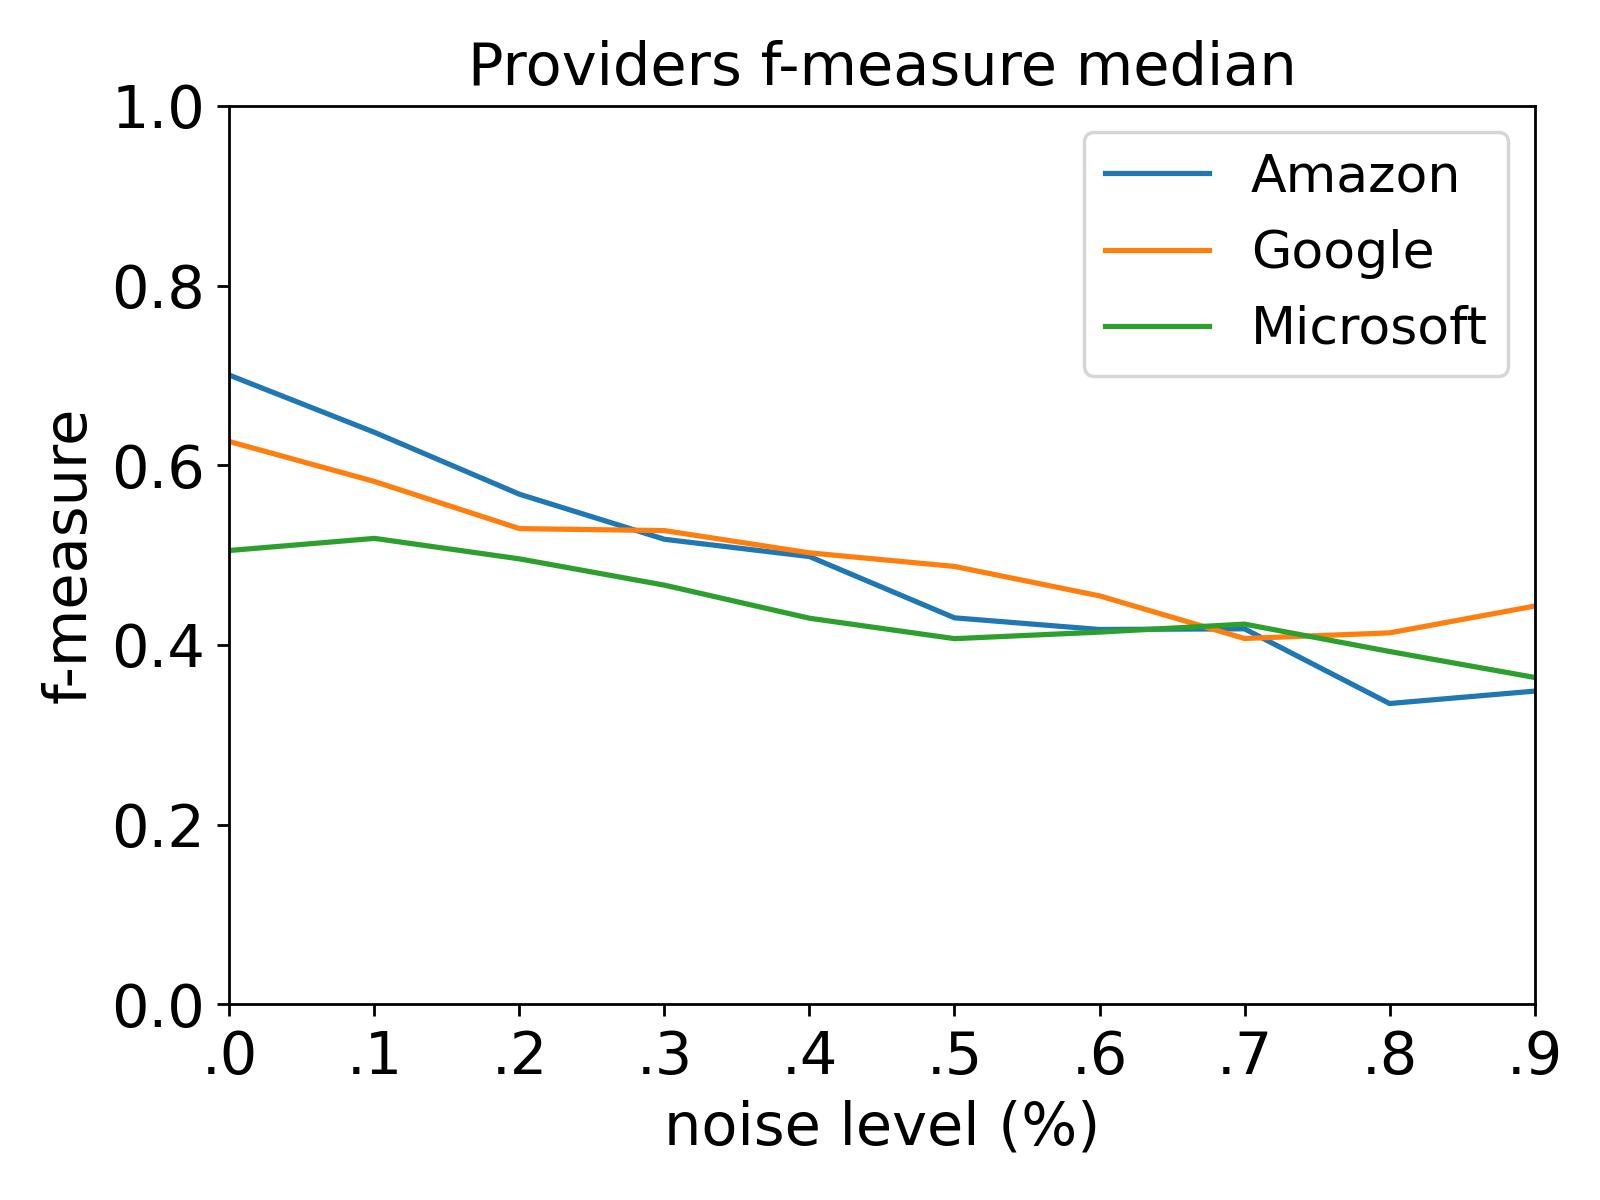 Providers f-measure median
1.0
0.8
0.6
0.4
0.2
0.0
f-measure
Amazon
Google
Microsoft
.0 .1 .2 .3 .4 .5 .6 .7 .8 .9
noise level (%)